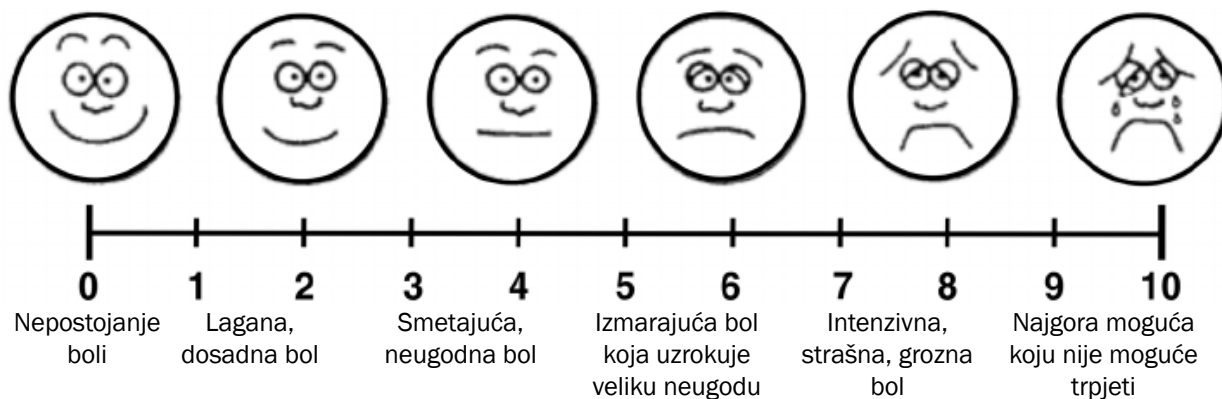 0 1 2 3 4 5 6 7 8 9 10
Nepostojanje
boli
Lagana,
dosadna bol
Smetajuća,
neugodna bol
Izmarajuća bol
koja uzrokuje
veliku neugodu
Intenzivna,
strašna, grozna
bol
Najgora moguća
koju nije moguće
trpjeti